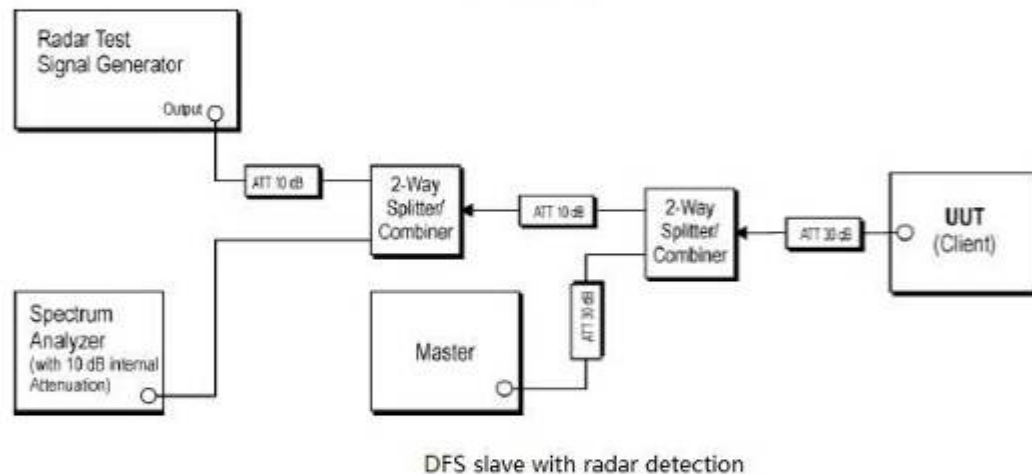 Radar Test
Signal Generator
Output
ATT 10 dB
2-Way
Splitter/
Combiner
ATT 10 dB
2-Way
Splitter/
Combiner
ATT 30 dB
UUT
(Client)
Spectrum
Analyzer
(with 10 dB internal
Attenuation)
Master
ATT 30 dB
DFS slave with radar detection